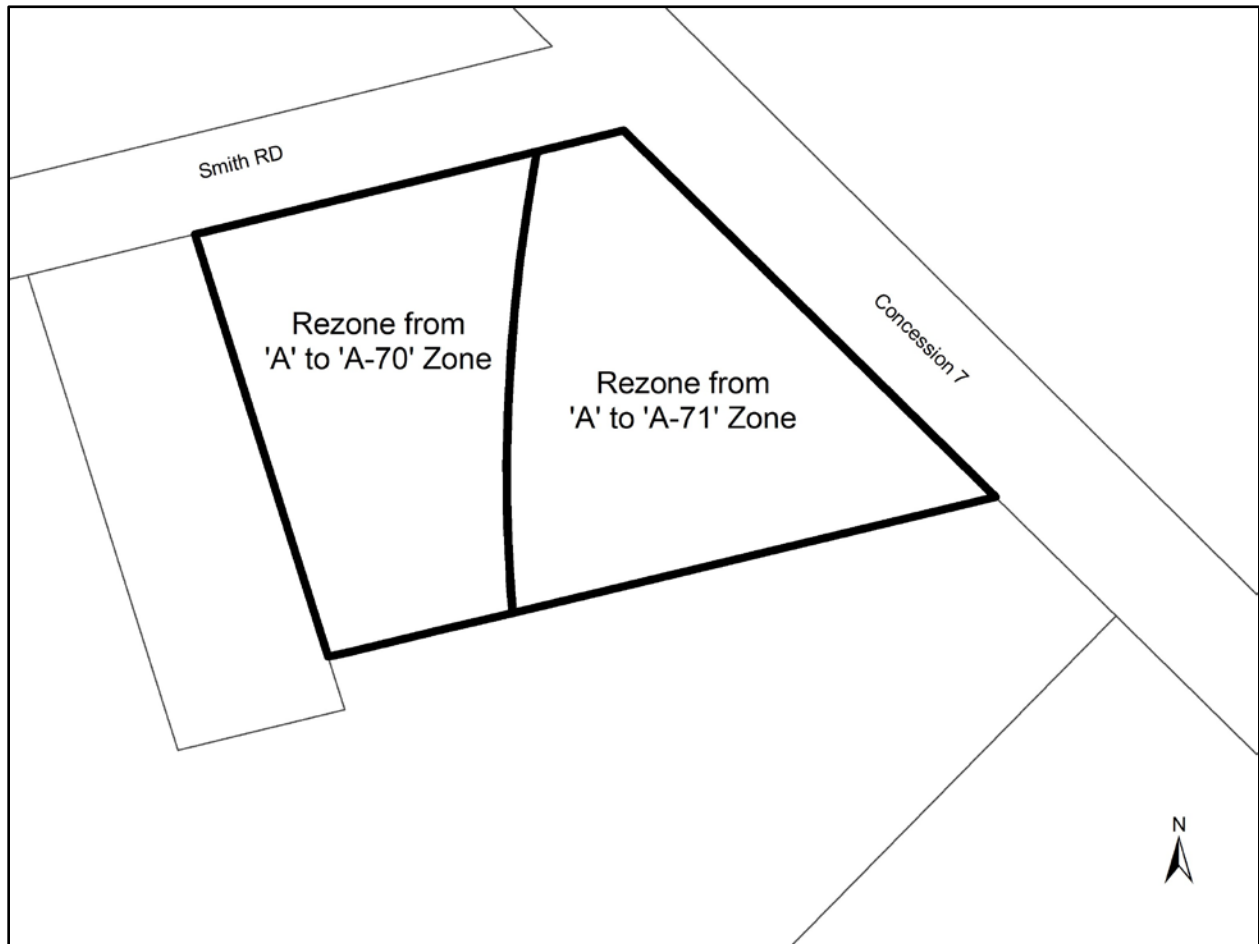 Smith RD
Rezone from
'A' to 'A-70' Zone
Rezone from
'A' to 'A-71' Zone
Concession 7
N